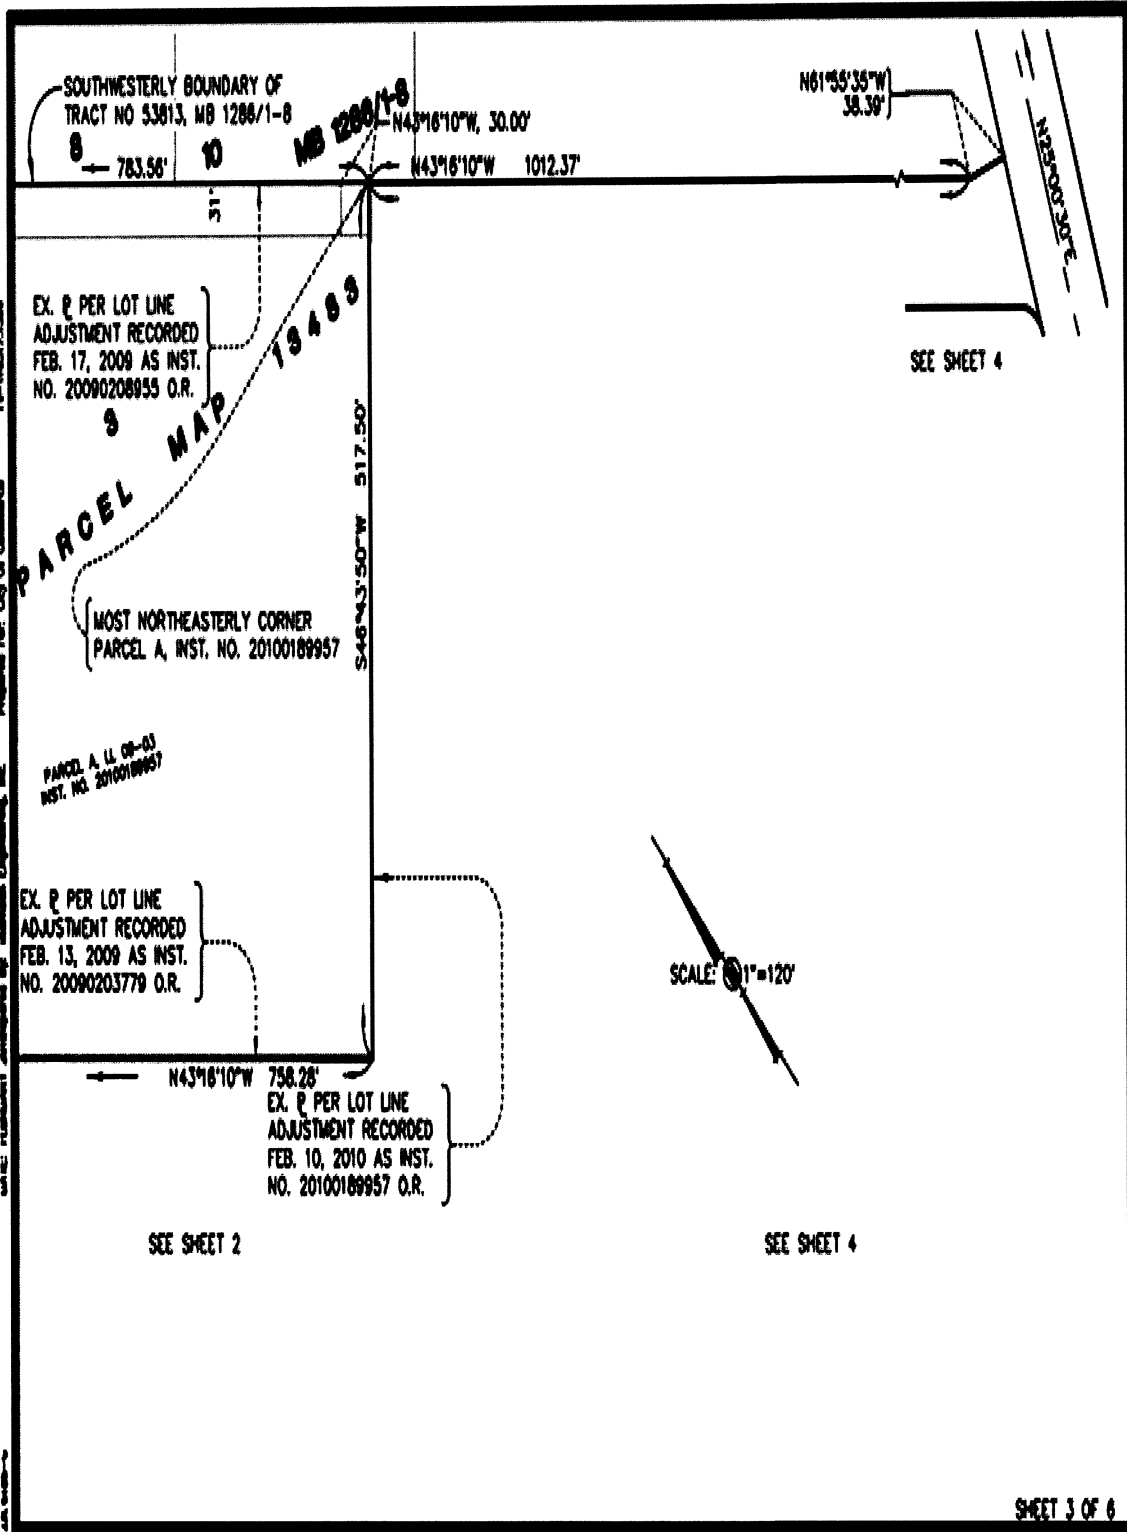 SOUTHWESTERLY BOUNDARY OF
TRACT NO 53813, MB 1286/1-8
8
783.56'
10
MB 1286/1-8
N43°16'10"W, 30.00'
N43°16'10"W 1012.37'
N61°55'35"W
38.39'
N25°00'30"E
31'
EX. ⅊ PER LOT LINE
ADJUSTMENT RECORDED
FEB. 17, 2009 AS INST.
NO. 20090208955 O.R.
SEE SHEET 4
3
PARCEL MAP 13483
S46°43'50"W 517.50'
MOST NORTHEASTERLY CORNER
PARCEL A, INST. NO. 20100189957
PARCEL A, LL 09-03
INST. NO. 20100189957
EX. ⅊ PER LOT LINE
ADJUSTMENT RECORDED
FEB. 13, 2009 AS INST.
NO. 20090203779 O.R.
SCALE: 1"=120'
N43°16'10"W 758.28'
EX. ⅊ PER LOT LINE
ADJUSTMENT RECORDED
FEB. 10, 2010 AS INST.
NO. 20100189957 O.R.
SEE SHEET 2
SEE SHEET 4
SHEET 3 OF 6